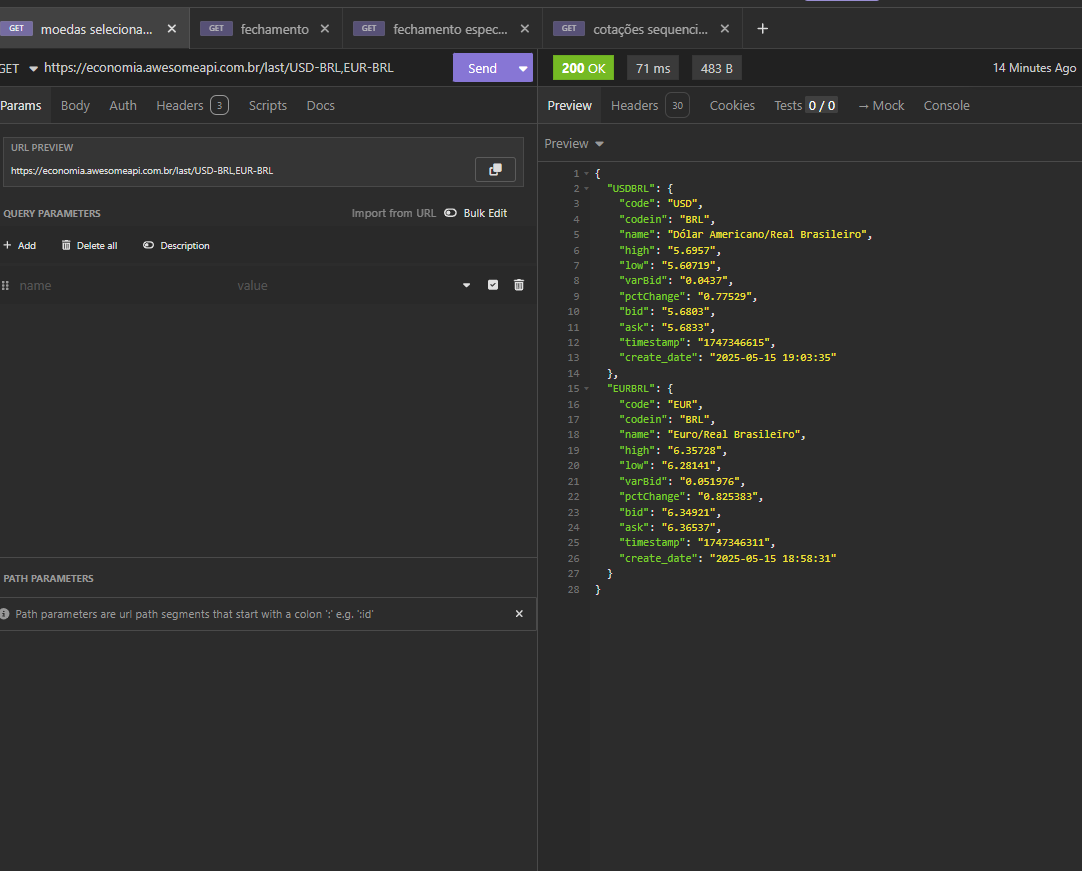 GET moedas seleciona... × GET fechamento × GET fechamento espec... × GET cotações sequenci... × +
GET https://economia.awesomeapi.com.br/last/USD-BRL,EUR-BRL Send
200 OK 71 ms 483 B 14 Minutes Ago
Params Body Auth Headers 3 Scripts Docs
Preview Headers 30 Cookies Tests 0 / 0 → Mock Console
URL PREVIEW
https://economia.awesomeapi.com.br/last/USD-BRL,EUR-BRL
QUERY PARAMETERS Import from URL Bulk Edit
+ Add Delete all Description
name value
PATH PARAMETERS
Path parameters are url path segments that start with a colon ':' e.g. ':id' ×
Preview
1 {
2 "USDBRL": {
3 "code": "USD",
4 "codein": "BRL",
5 "name": "Dólar Americano/Real Brasileiro",
6 "high": "5.6957",
7 "low": "5.60719",
8 "varBid": "0.0437",
9 "pctChange": "0.77529",
10 "bid": "5.6803",
11 "ask": "5.6833",
12 "timestamp": "1747346615",
13 "create_date": "2025-05-15 19:03:35"
14 },
15 "EURBRL": {
16 "code": "EUR",
17 "codein": "BRL",
18 "name": "Euro/Real Brasileiro",
19 "high": "6.35728",
20 "low": "6.28141",
21 "varBid": "0.051976",
22 "pctChange": "0.825383",
23 "bid": "6.34921",
24 "ask": "6.36537",
25 "timestamp": "1747346311",
26 "create_date": "2025-05-15 18:58:31"
27 }
28 }